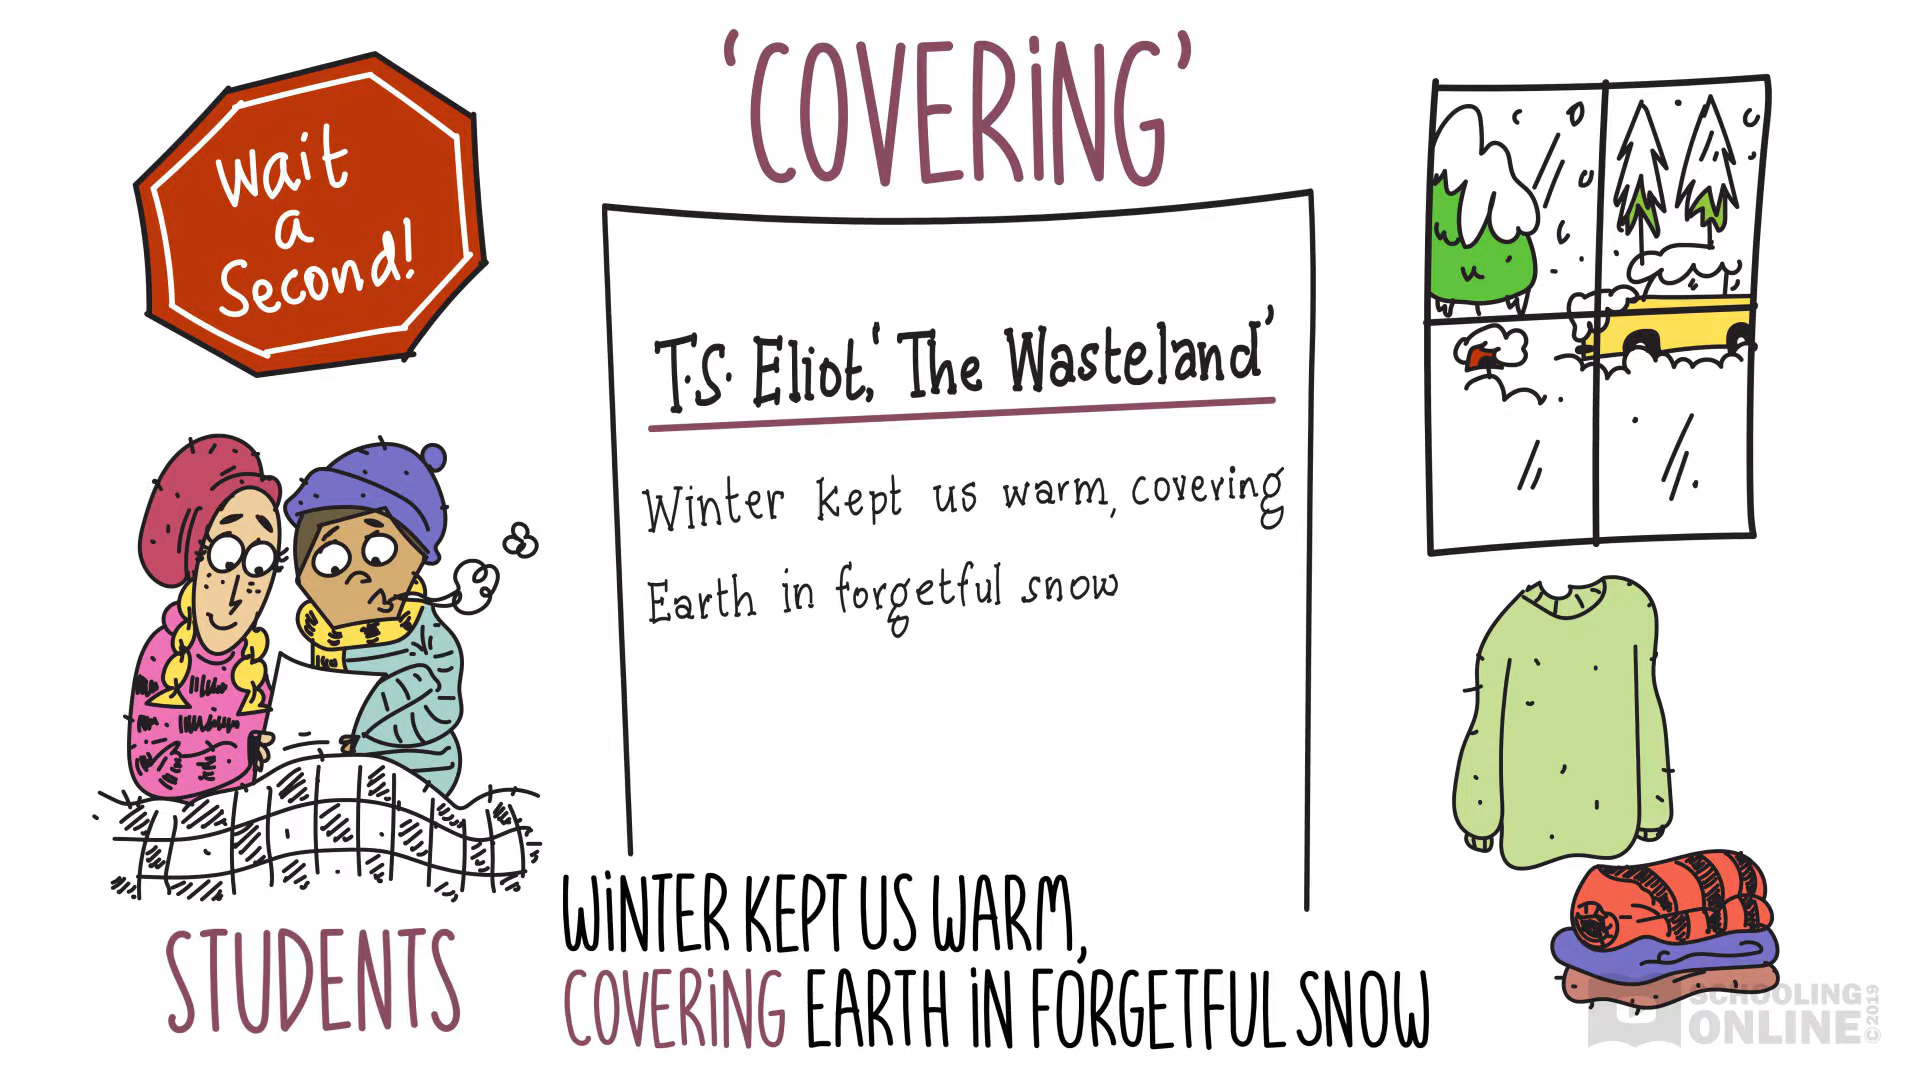 'COVERING'
Wait
a
Second!
T.S. Eliot, 'The Wasteland'
Winter kept us warm, covering
Earth in forgetful snow
STUDENTS
WINTER KEPT US WARM,
COVERING EARTH IN FORGETFUL SNOW
SCHOOLING
ONLINE
©2019